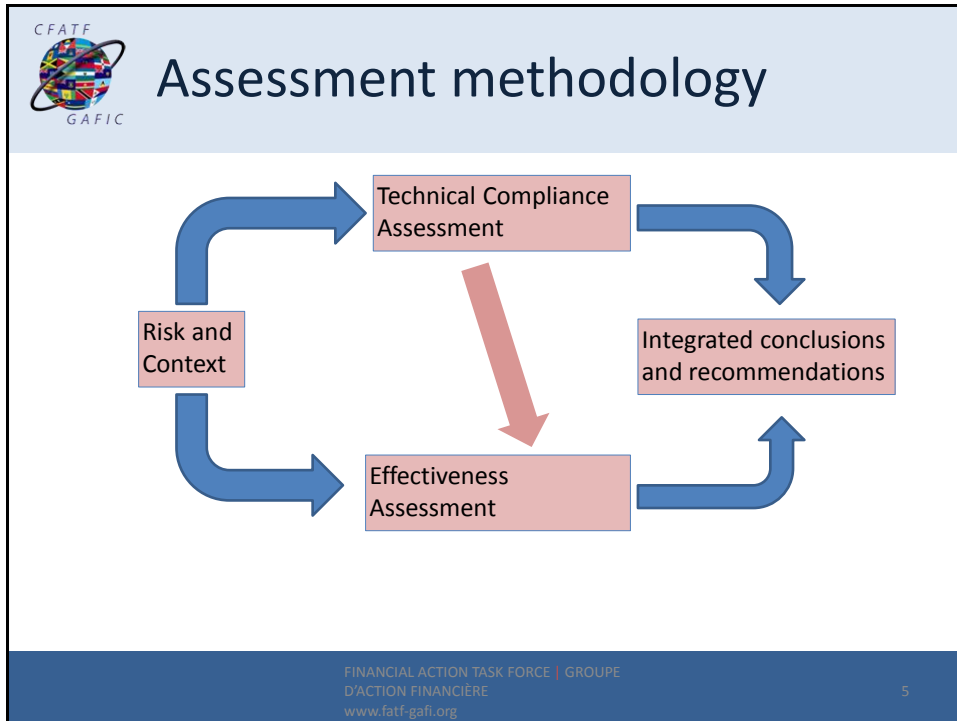 CFATF
GAFIC
Assessment methodology
Technical Compliance
Assessment
Risk and
Context
Integrated conclusions
and recommendations
Effectiveness
Assessment
FINANCIAL ACTION TASK FORCE | GROUPE
D'ACTION FINANCIÈRE
www.fatf-gafi.org
5